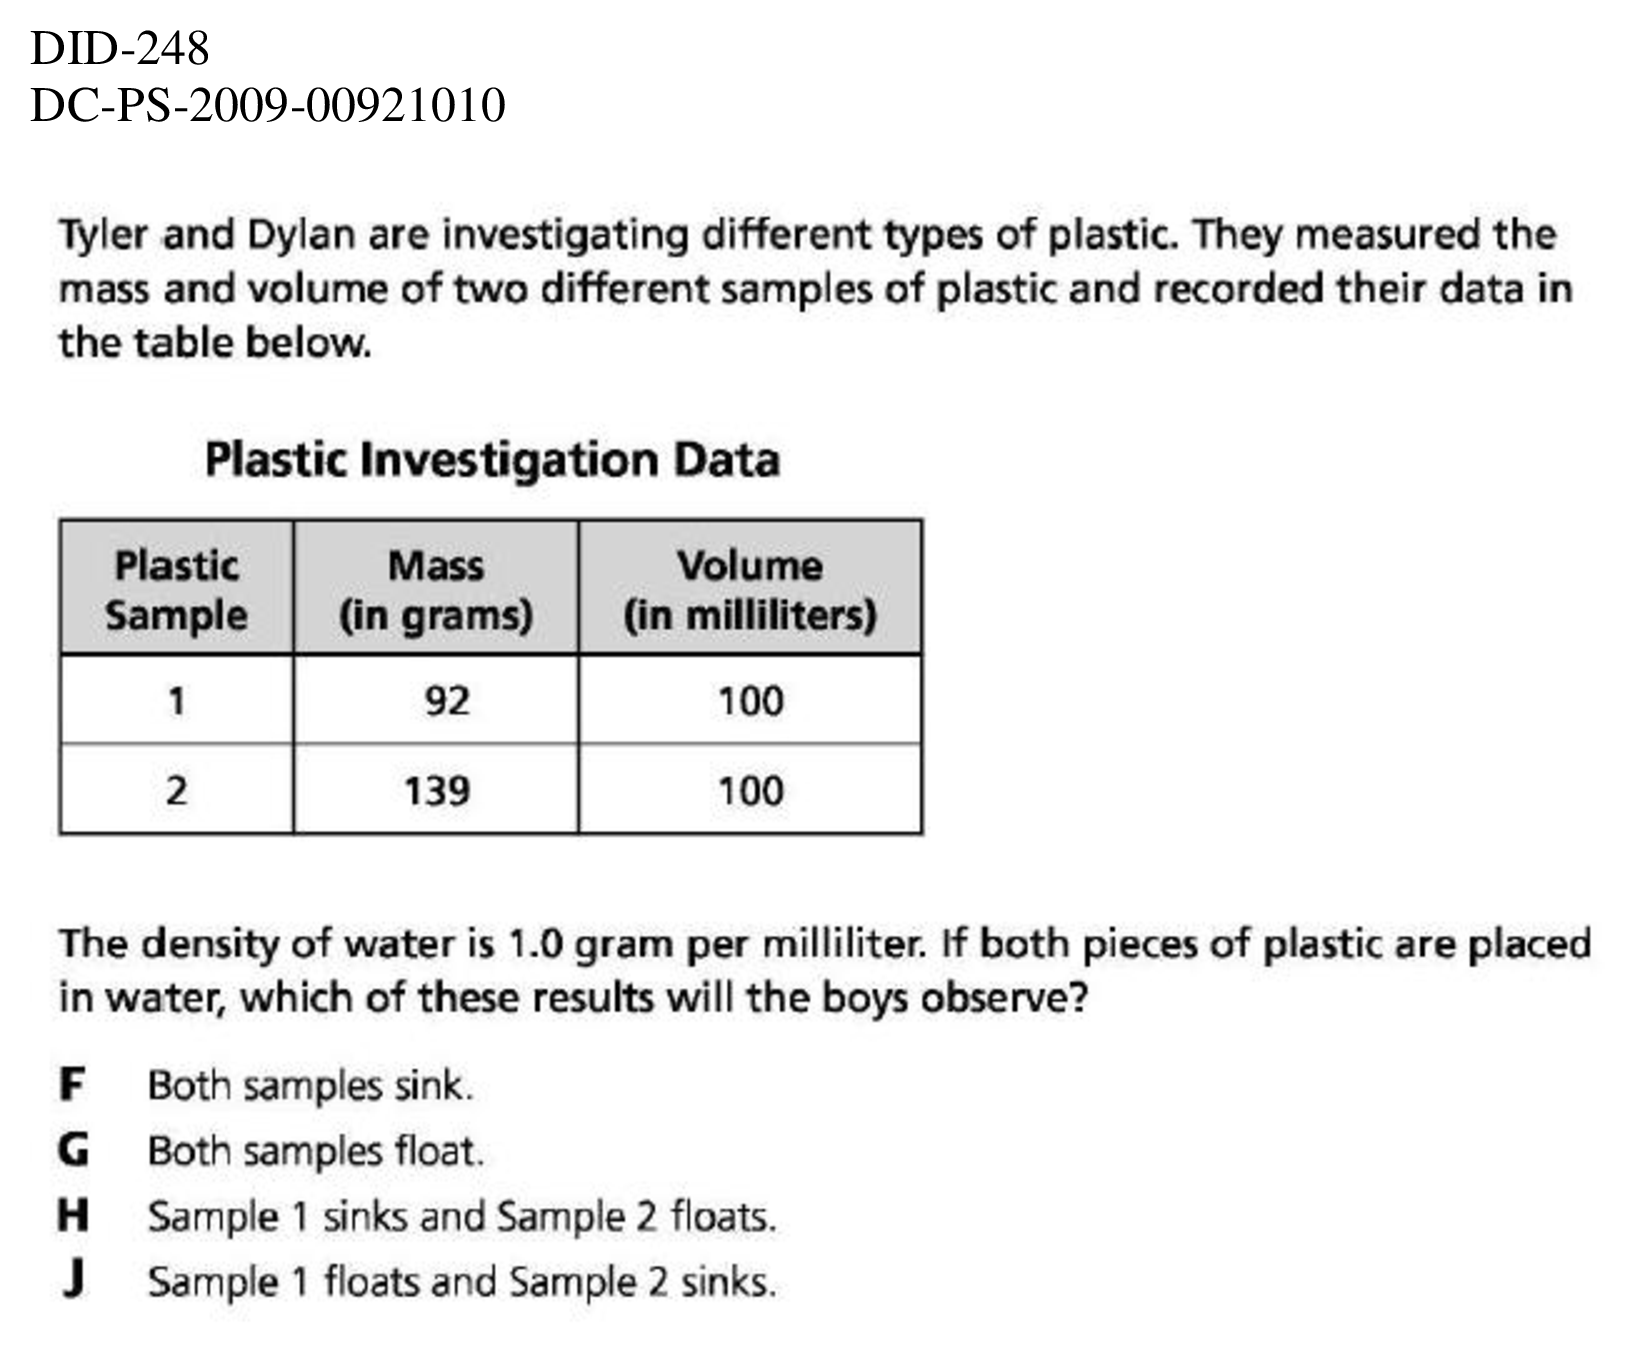 DID-248
DC-PS-2009-00921010
Tyler and Dylan are investigating different types of plastic. They measured the
mass and volume of two different samples of plastic and recorded their data in
the table below.
Plastic Investigation Data
Plastic Sample Mass (in grams) Volume (in milliliters)
1 92 100
2 139 100
The density of water is 1.0 gram per milliliter. If both pieces of plastic are placed
in water, which of these results will the boys observe?
F Both samples sink.
G Both samples float.
H Sample 1 sinks and Sample 2 floats.
J Sample 1 floats and Sample 2 sinks.